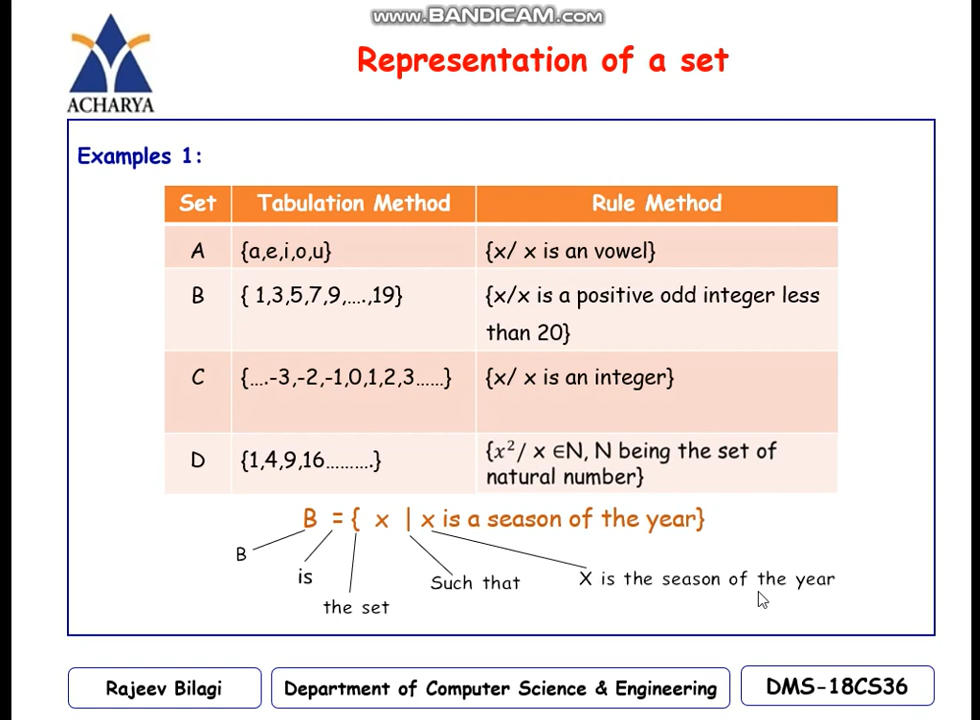 www.BANDICAM.com
Representation of a set
ACHARYA
Examples 1:
Set Tabulation Method Rule Method
A {a,e,i,o,u} {x/ x is an vowel}
B { 1,3,5,7,9,....,19} {x/x is a positive odd integer less
than 20}
C {....-3,-2,-1,0,1,2,3......} {x/ x is an integer}
D {1,4,9,16..........} {x²/ x ∈N, N being the set of
natural number}
B = { x | x is a season of the year}
B
is
the set
Such that
X is the season of the year
Rajeev Bilagi
Department of Computer Science & Engineering
DMS-18CS36